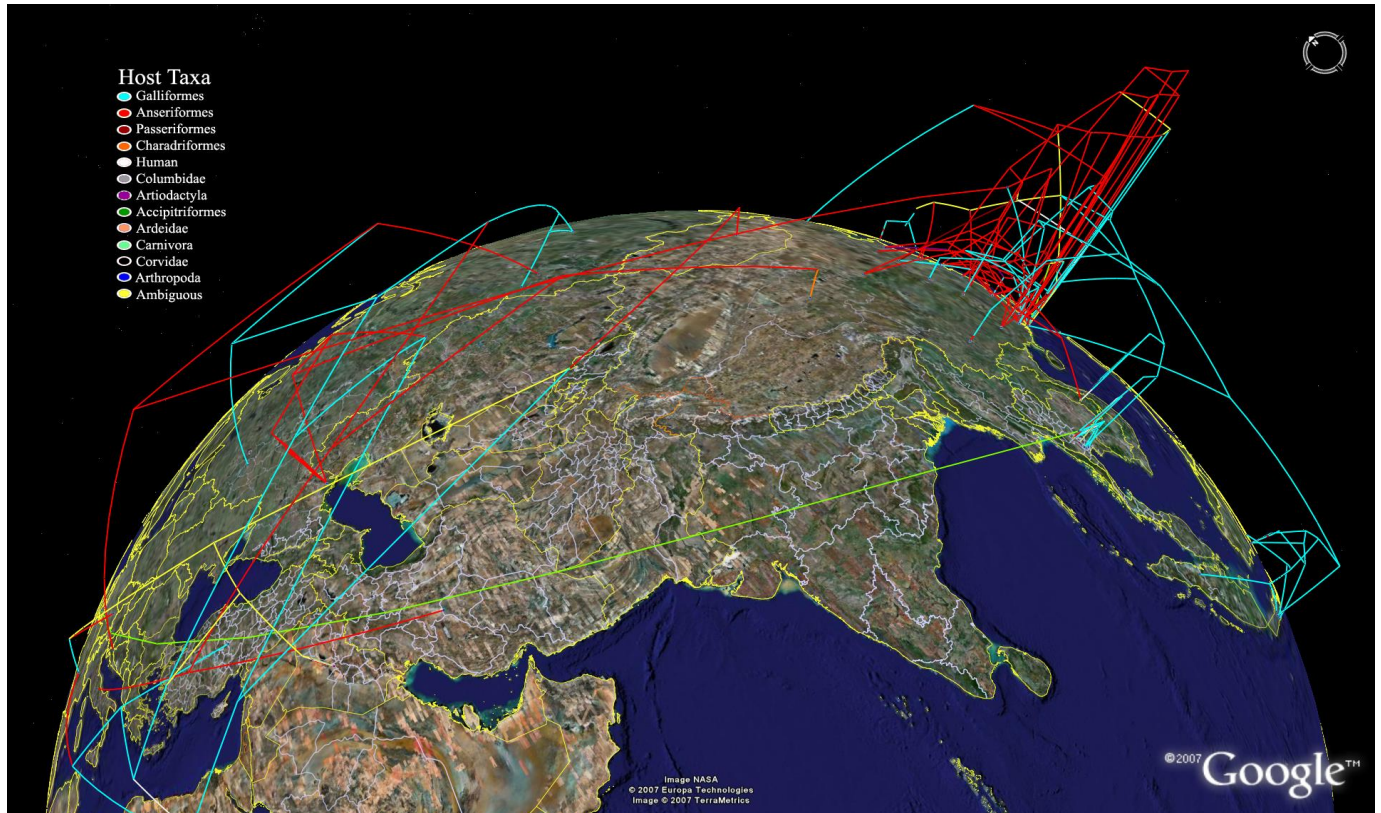 Host Taxa
Galliformes
Anseriformes
Passeriformes
Charadriformes
Human
Columbidae
Artiodactyla
Accipitriformes
Ardeidae
Carnivora
Corvidae
Arthropoda
Ambiguous
N
Image NASA
© 2007 Europa Technologies
Image © 2007 TerraMetrics
©2007 Google™